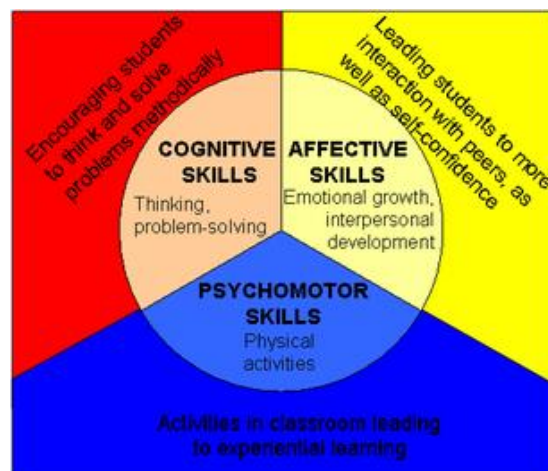 Encouraging students
to think and solve
problems methodically
Leading students to more
interaction with peers, as
well as self-confidence
COGNITIVE
SKILLS
Thinking,
problem-solving
AFFECTIVE
SKILLS
Emotional growth,
interpersonal
development
PSYCHOMOTOR
SKILLS
Physical
activities
Activities in classroom leading
to experiential learning